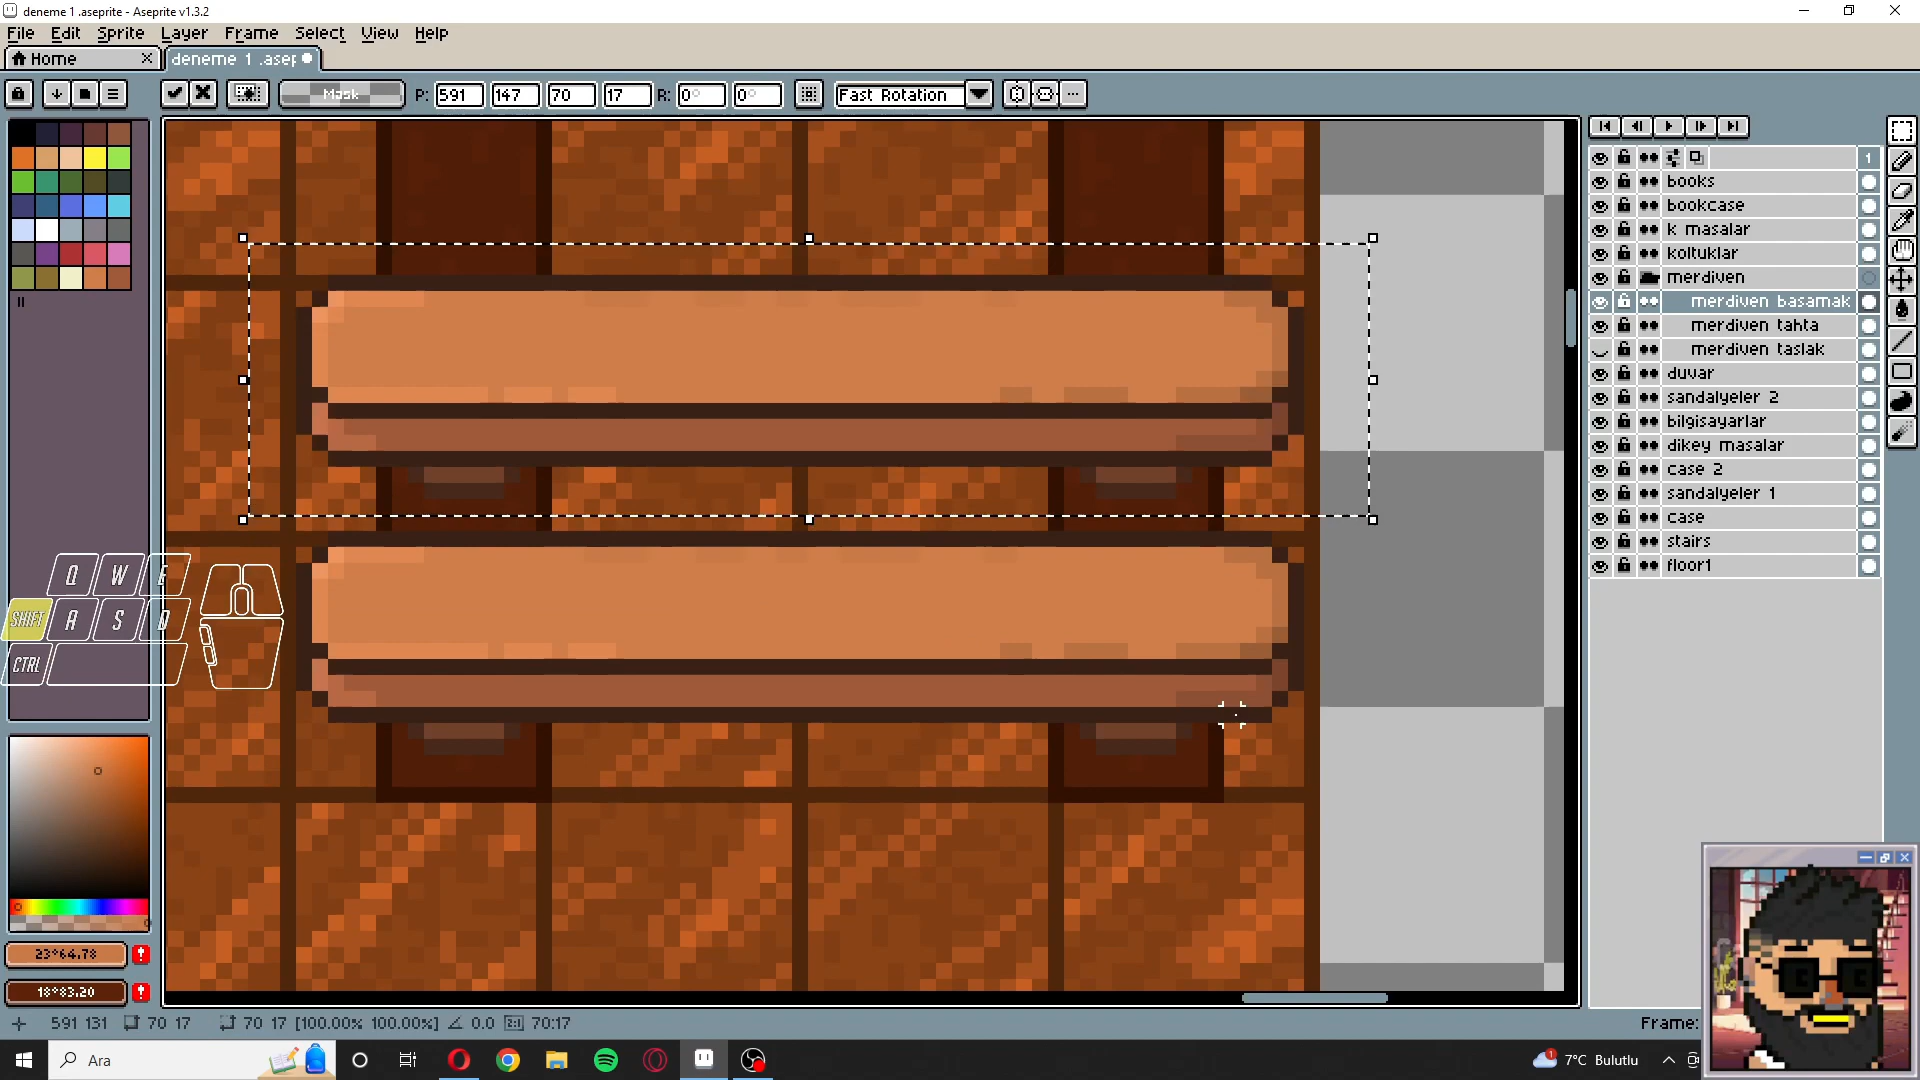 deneme 1 .aseprite - Aseprite v1.3.2
File Edit Sprite Layer Frame Select View Help
Home
deneme 1 .asep
Mask P: 591 147 70 17 R: 0° 0° Fast Rotation
1
books
bookcase
k masalar
koltuklar
merdiven
merdiven basamak
merdiven tahta
merdiven taslak
duvar
sandalyeler 2
bilgisayarlar
dikey masalar
case 2
sandalyeler 1
case
stairs
floor1
Q W E
SHIFT A S D
CTRL
23°64.78
18°83.20
591 131 70 17 70 17 [100.00% 100.00%] 0.0 70:17
Frame:
Ara
1 7°C Bulutlu